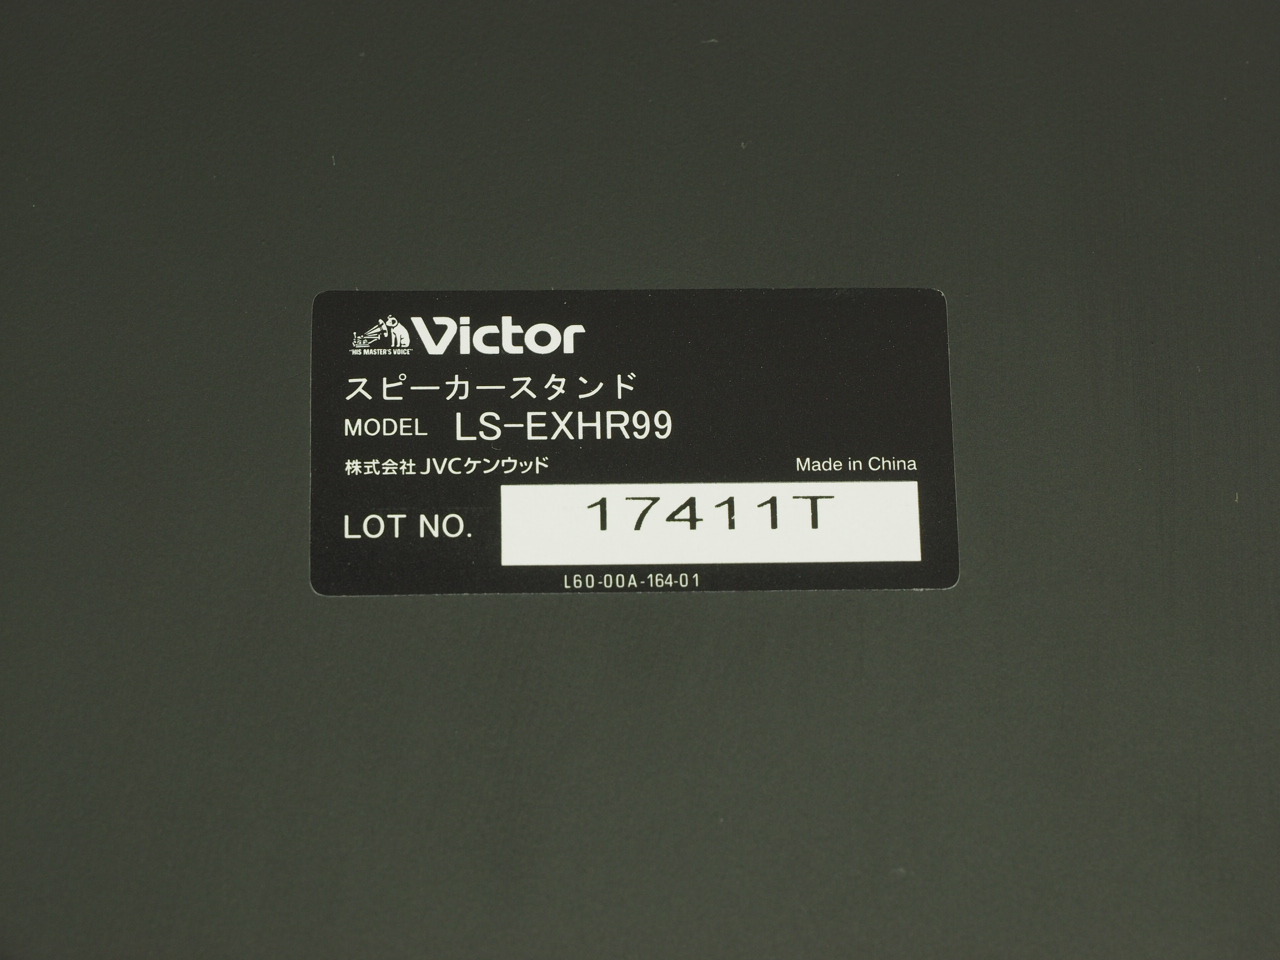 "HIS MASTER'S VOICE" Victor
スピーカースタンド
MODEL LS-EXHR99
株式会社JVCケンウッド Made in China
LOT NO. 17411T
L60-00A-164-01